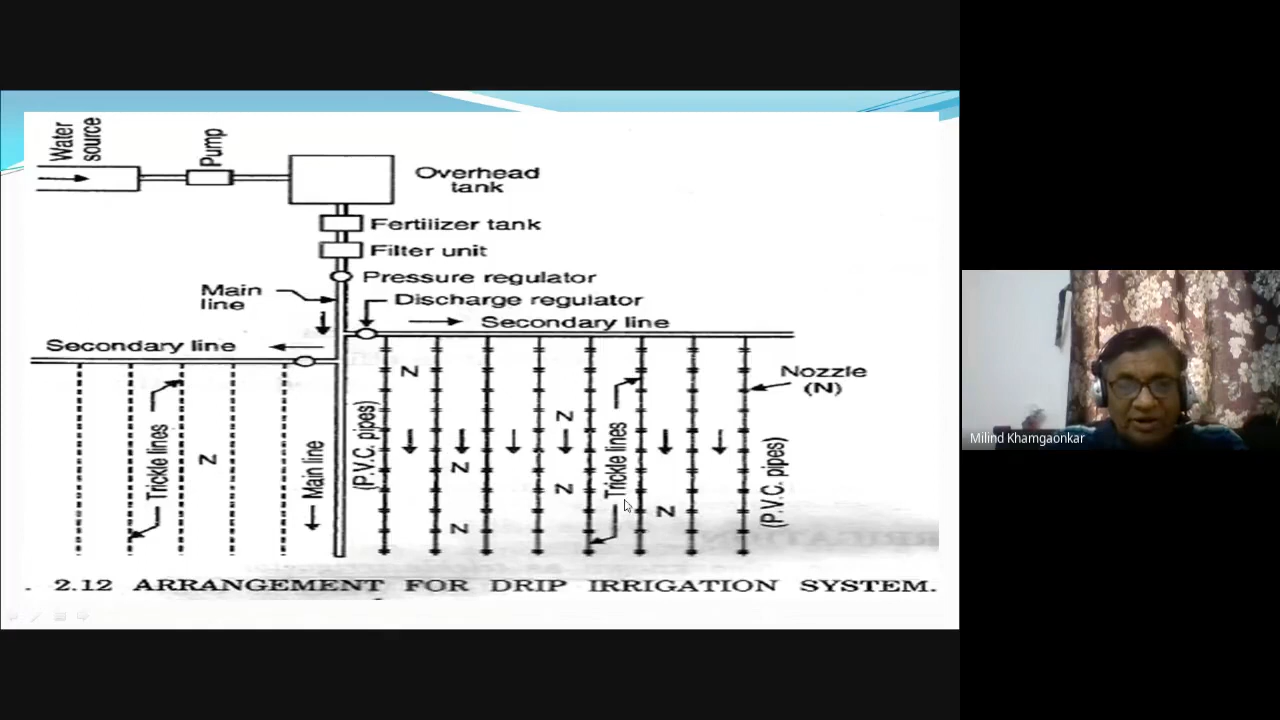 Water
source
Pump
Overhead
tank
Fertilizer tank
Filter unit
Pressure regulator
Main
line
Discharge regulator
Secondary line
Secondary line
Nozzle
(N)
Z
Z
Z
Z
Z
Z
Z
Trickle lines
Main line
(P.V.C. pipes)
Trickle lines
(P.V.C. pipes)
. 2.12 ARRANGEMENT FOR DRIP IRRIGATION SYSTEM.
Milind Khamgaonkar